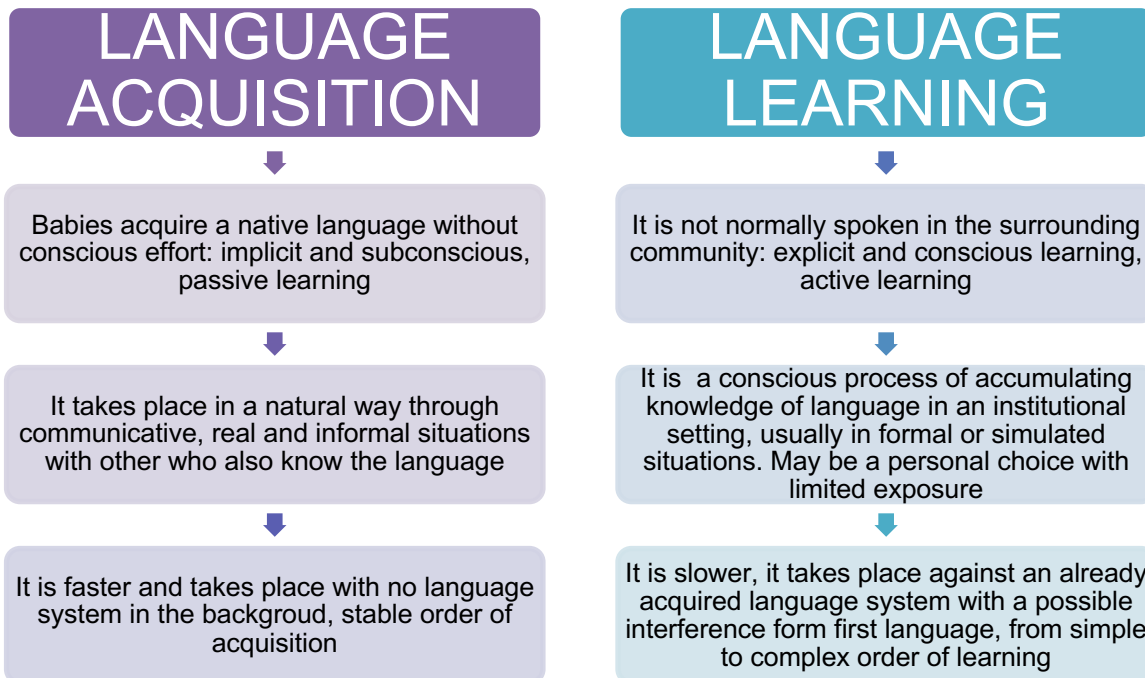 LANGUAGE
ACQUISITION
Babies acquire a native language without
conscious effort: implicit and subconscious,
passive learning
It takes place in a natural way through
communicative, real and informal situations
with other who also know the language
It is faster and takes place with no language
system in the backgroud, stable order of
acquisition
LANGUAGE
LEARNING
It is not normally spoken in the surrounding
community: explicit and conscious learning,
active learning
It is  a conscious process of accumulating
knowledge of language in an institutional
setting, usually in formal or simulated
situations. May be a personal choice with
limited exposure
It is slower, it takes place against an already
acquired language system with a possible
interference form first language, from simple
to complex order of learning